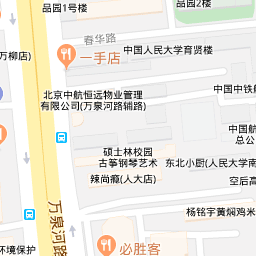 品园1号楼
品园2楼
春华路
万柳店)
一手店
中国人民大学育贤楼
中国中铁
北京中航恒远物业管理
有限公司(万泉河路辅路)
中国航
总公
硕士林校园
古筝钢琴艺术
东北小厨(人民大学南
辣尚瘾(人大店)
空后高
杨铭宇黄焖鸡米
万泉河路
环境保护
必胜客